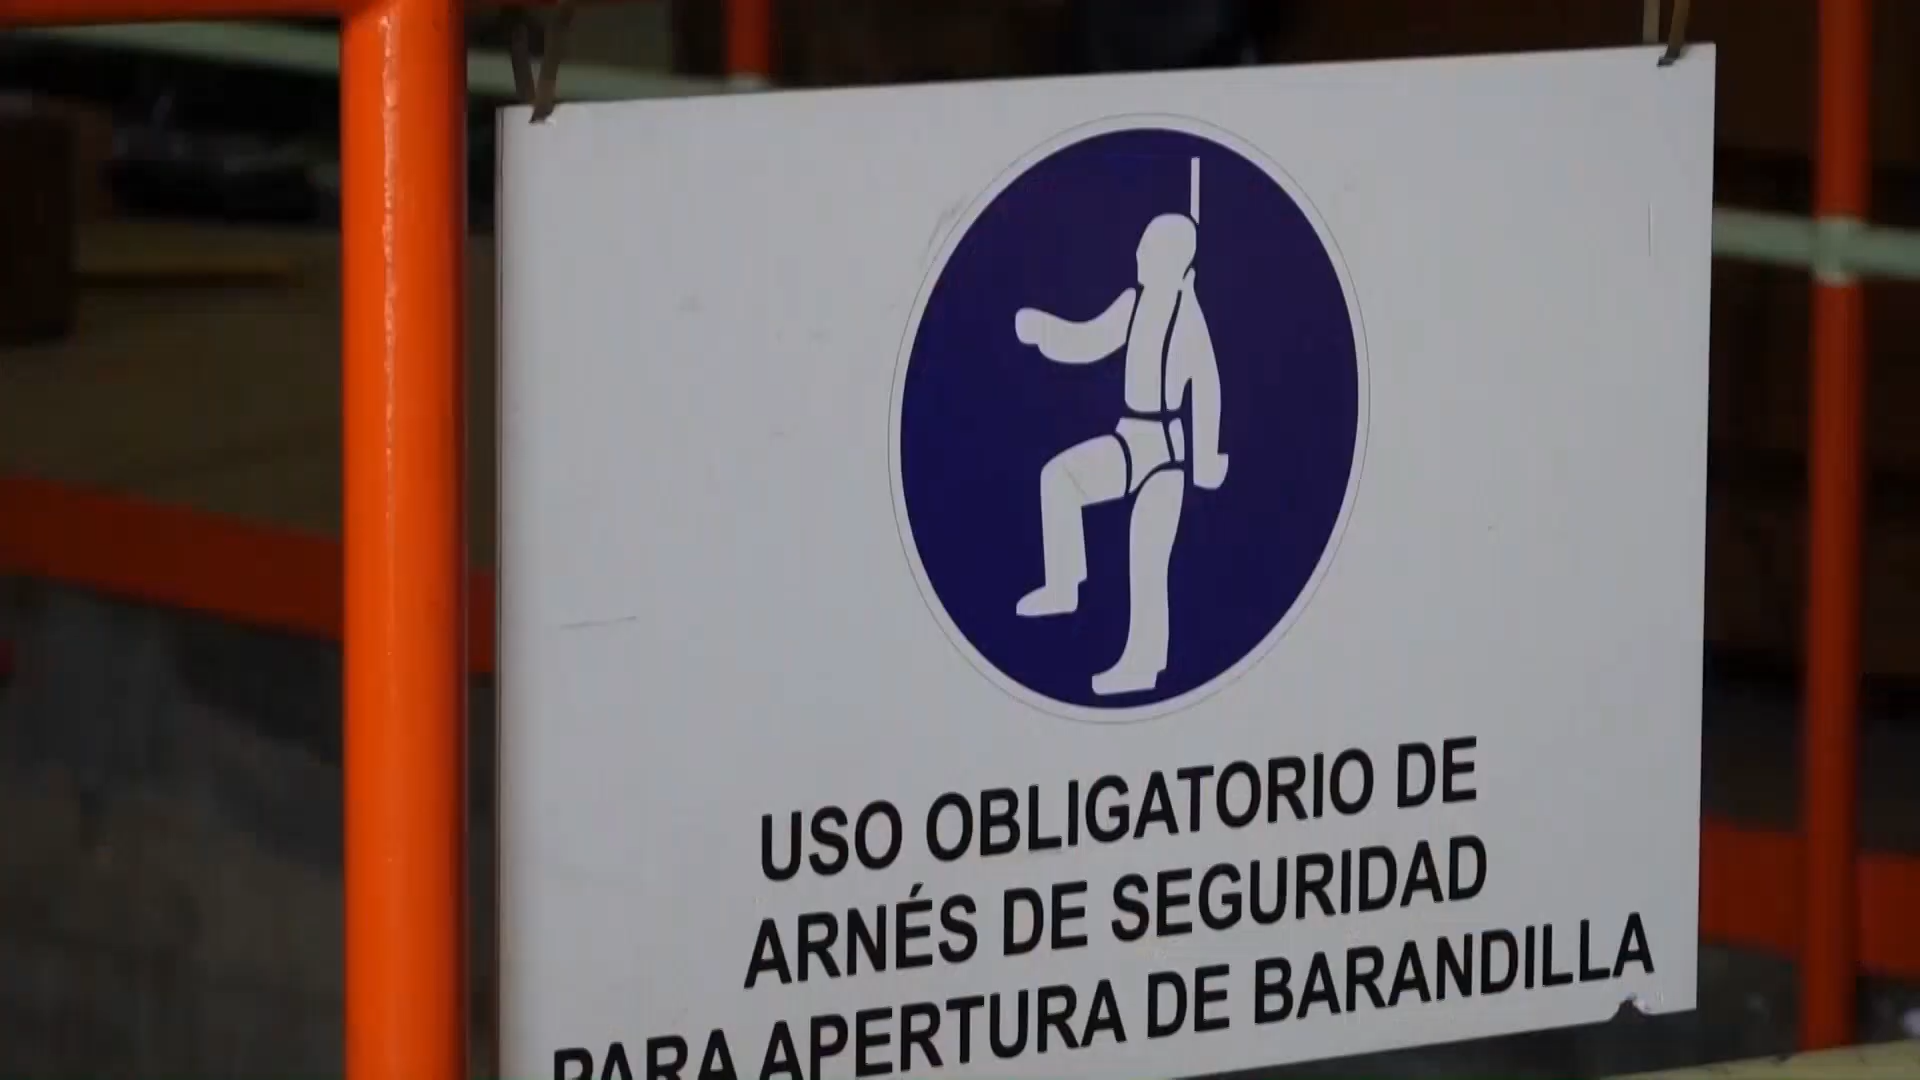 USO OBLIGATORIO DE
ARNÉS DE SEGURIDAD
PARA APERTURA DE BARANDILLA